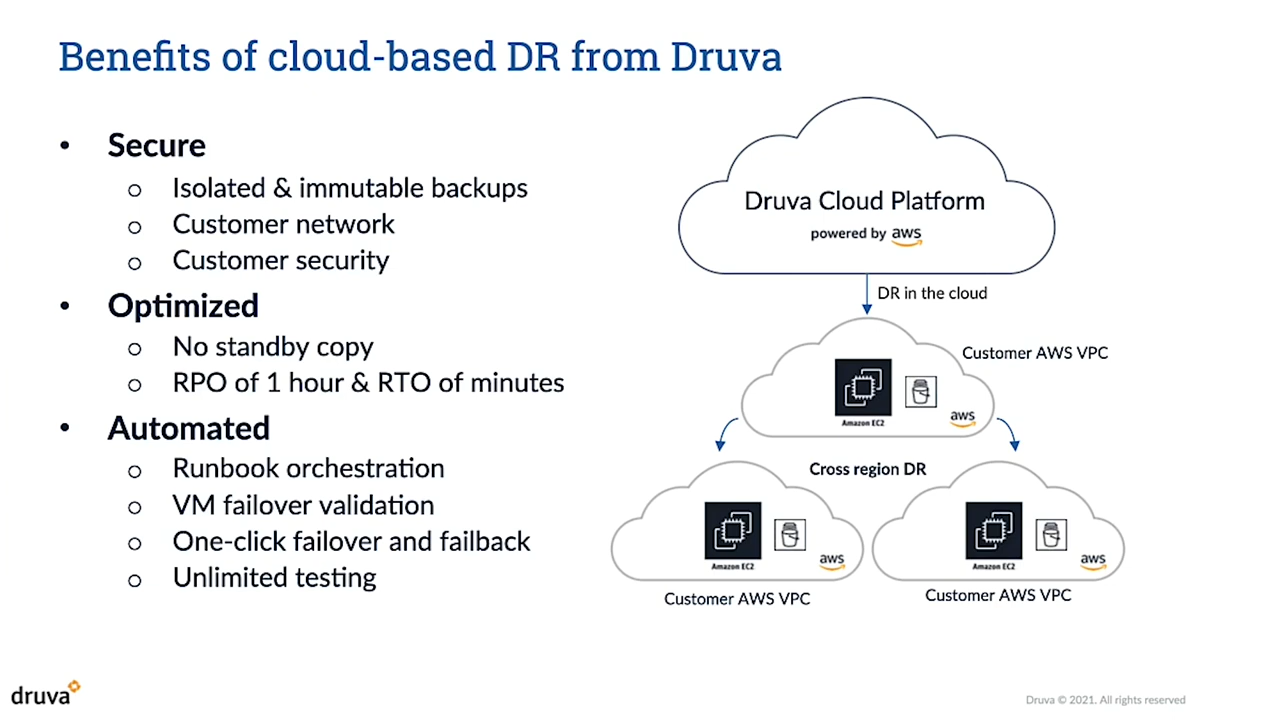 Benefits of cloud-based DR from Druva
• Secure
o Isolated & immutable backups
o Customer network
o Customer security
• Optimized
o No standby copy
o RPO of 1 hour & RTO of minutes
• Automated
o Runbook orchestration
o VM failover validation
o One-click failover and failback
o Unlimited testing
Druva Cloud Platform
powered by aws
DR in the cloud
Customer AWS VPC
Amazon EC2
aws
Cross region DR
Amazon EC2
aws
Customer AWS VPC
Amazon EC2
aws
Customer AWS VPC
druva
Druva © 2021. All rights reserved